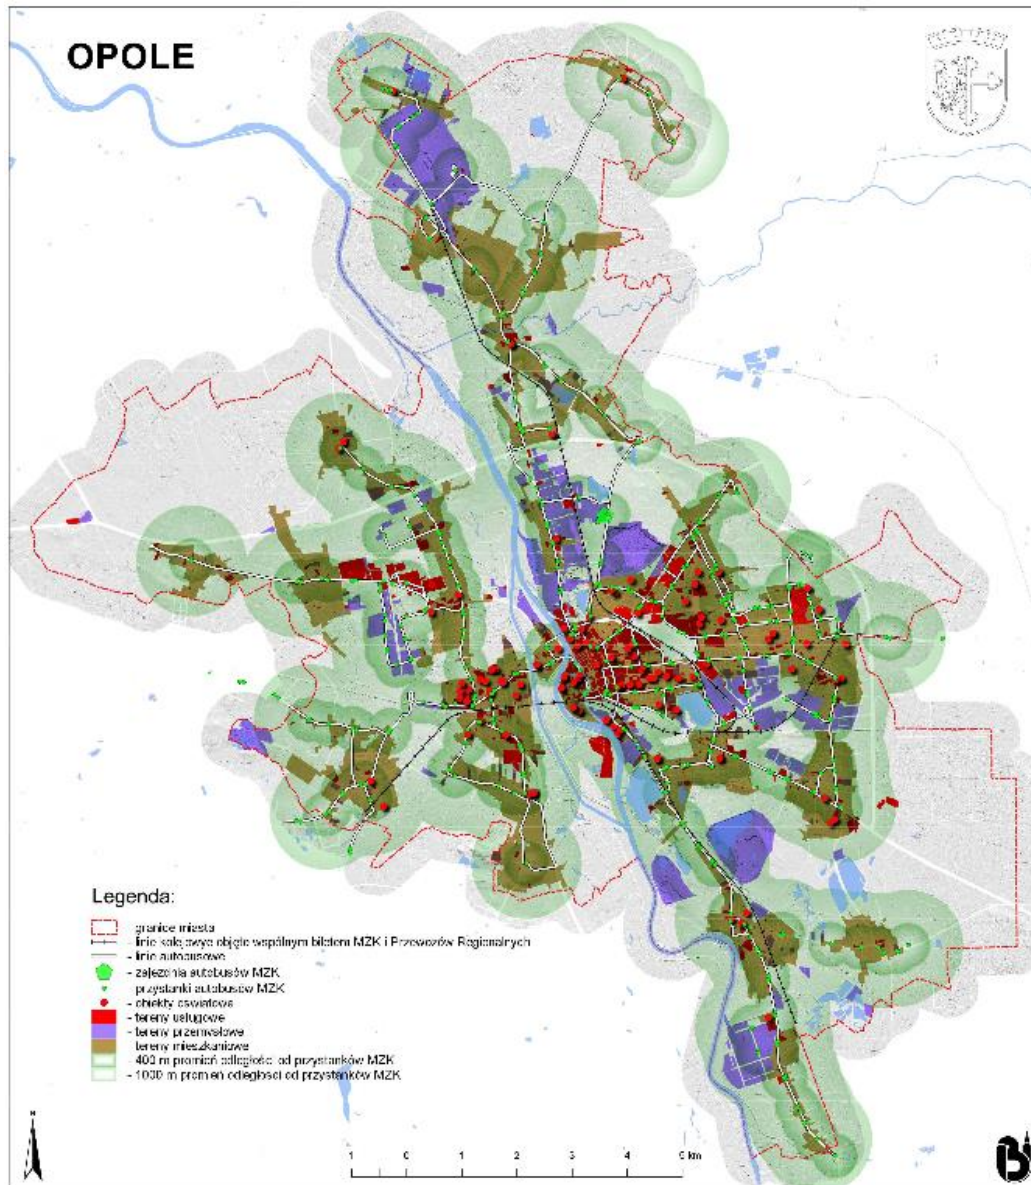 OPOLE
Legenda:
- granice miasta
- linie kolejowe objęte wspólnym biletem MZK i Przewozów Regionalnych
- linie autobusowe
- zajezdnia autobusów MZK
- przystanki autobusów MZK
- obiekty oświatowe
- tereny usługowe
- tereny przemysłowe
- tereny mieszkaniowe
- 400 m promień odległości od przystanków MZK
- 1000 m promień odległości od przystanków MZK
N
1 0 1 2 3 4 5 km